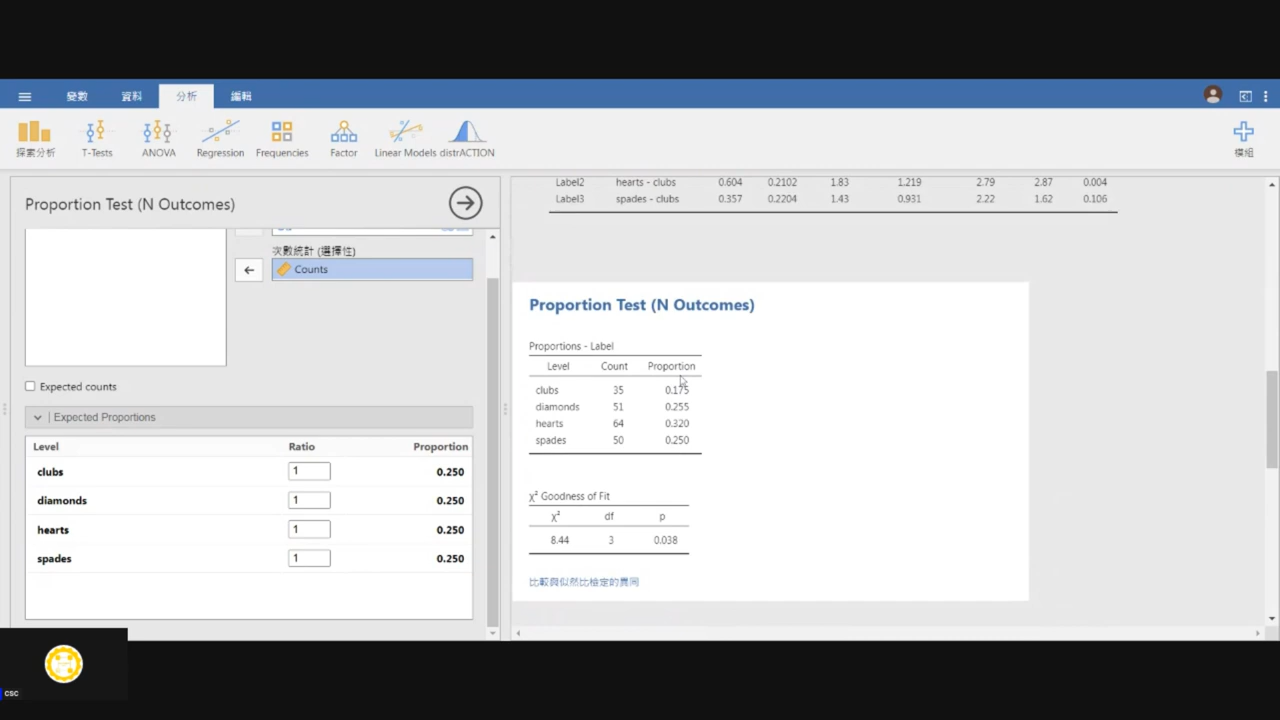 變數 資料 分析 編輯
探索分析 T-Tests ANOVA Regression Frequencies Factor Linear Models distrACTION 模組
Proportion Test (N Outcomes)
次數統計 (選擇性)
Counts
Expected counts
Expected Proportions
Level Ratio Proportion
clubs 1 0.250
diamonds 1 0.250
hearts 1 0.250
spades 1 0.250
Label2 hearts - clubs 0.604 0.2102 1.83 1.219 2.79 2.87 0.004
Label3 spades - clubs 0.357 0.2204 1.43 0.931 2.22 1.62 0.106
Proportion Test (N Outcomes)
Proportions - Label
Level Count Proportion
clubs 35 0.175
diamonds 51 0.255
hearts 64 0.320
spades 50 0.250
χ² Goodness of Fit
χ² df p
8.44 3 0.038
比較與似然比檢定的異同
csc